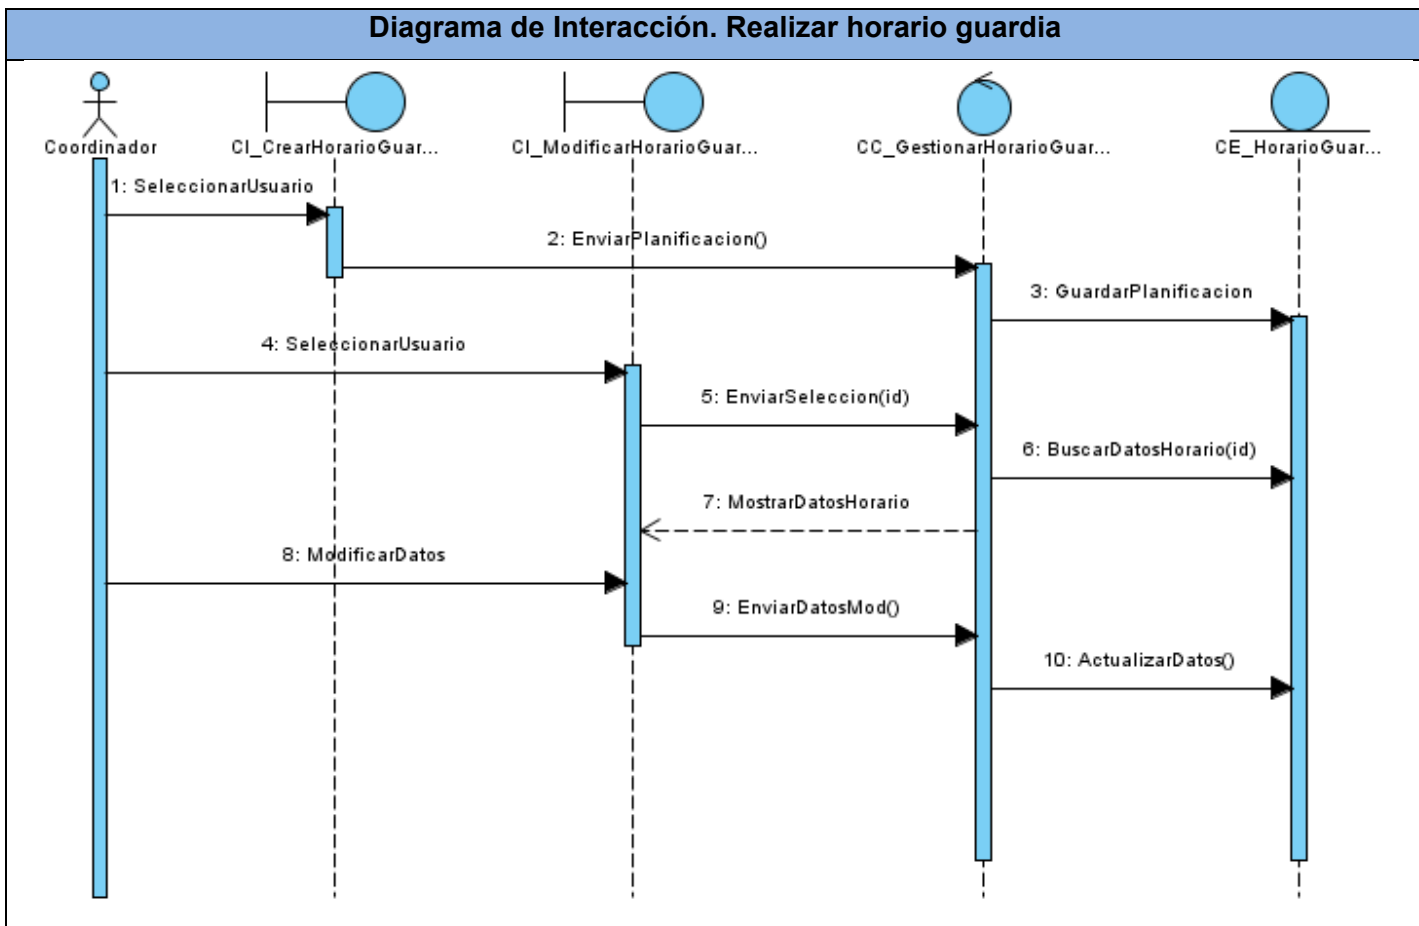 Diagrama de Interacción. Realizar horario guardia
Coordinador
CI_CrearHorarioGuar...
CI_ModificarHorarioGuar...
CC_GestionarHorarioGuar...
CE_HorarioGuar...
1: SeleccionarUsuario
2: EnviarPlanificacion()
3: GuardarPlanificacion
4: SeleccionarUsuario
5: EnviarSeleccion(id)
6: BuscarDatosHorario(id)
7: MostrarDatosHorario
8: ModificarDatos
9: EnviarDatosMod()
10: ActualizarDatos()